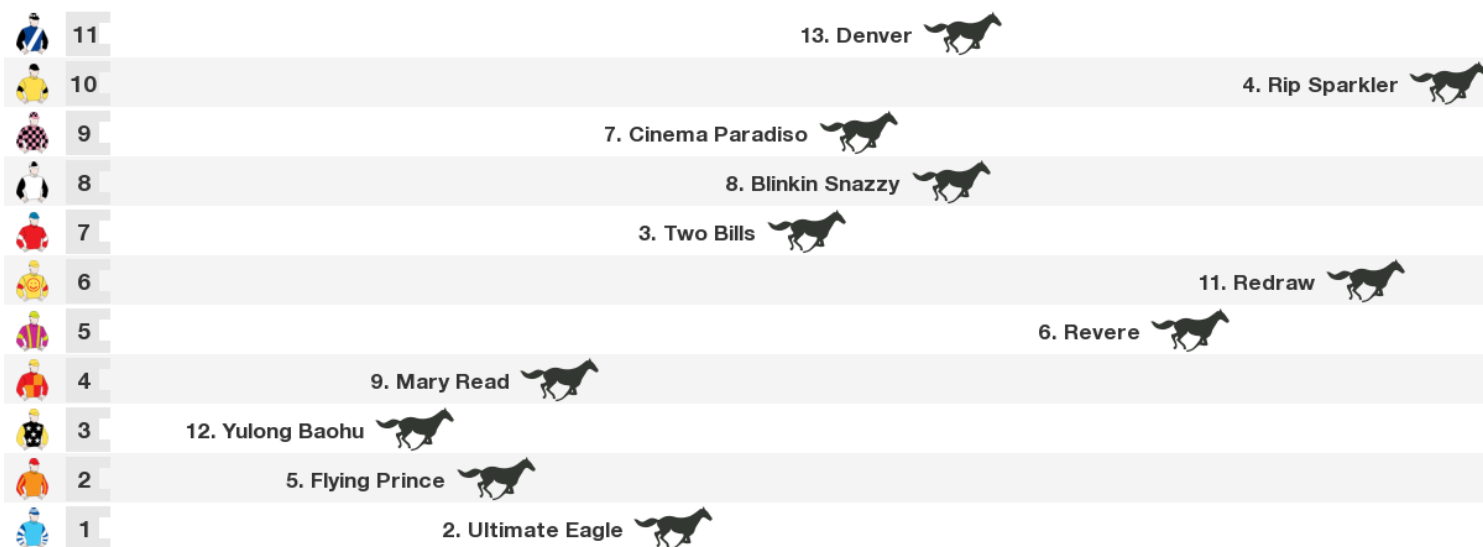 11 13. Denver
10 4. Rip Sparkler
9 7. Cinema Paradiso
8 8. Blinkin Snazzy
7 3. Two Bills
6 11. Redraw
5 6. Revere
4 9. Mary Read
3 12. Yulong Baohu
2 5. Flying Prince
1 2. Ultimate Eagle